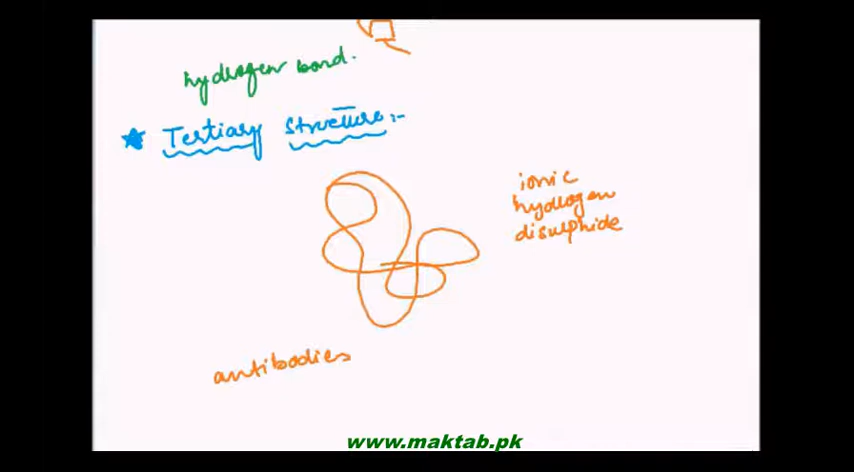 hydrogen bond.
Tertiary Structure:-
ionic
hydrogen
disulphide
antibodies
www.maktab.pk